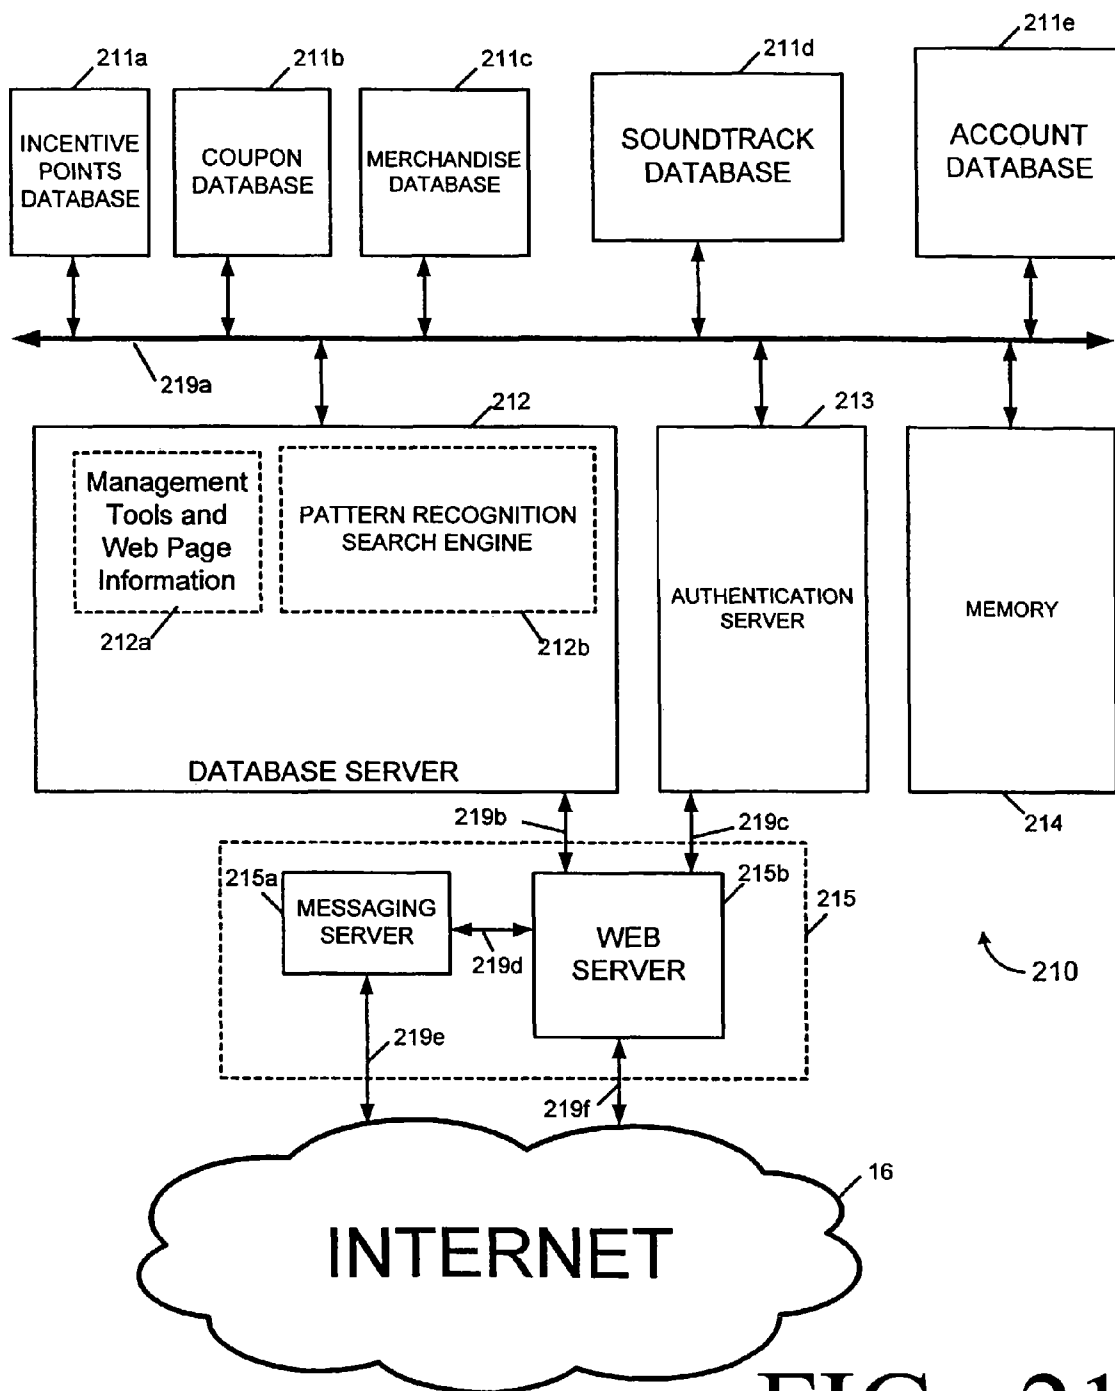 211a
211b
211c
211d
211e
INCENTIVE
POINTS
DATABASE
COUPON
DATABASE
MERCHANDISE
DATABASE
SOUNDTRACK
DATABASE
ACCOUNT
DATABASE
219a
212
213
Management
Tools and
Web Page
Information
PATTERN RECOGNITION
SEARCH ENGINE
212a
212b
AUTHENTICATION
SERVER
MEMORY
DATABASE SERVER
219b
219c
214
215a
215b
215
MESSAGING
SERVER
219d
WEB
SERVER
210
219e
219f
16
INTERNET
FIG. 21